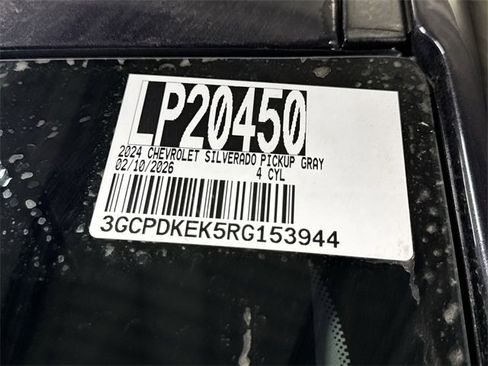 LP20450
2024 CHEVROLET SILVERADO PICKUP GRAY
02/10/2026 4 CYL
3GCPDKEK5RG153944